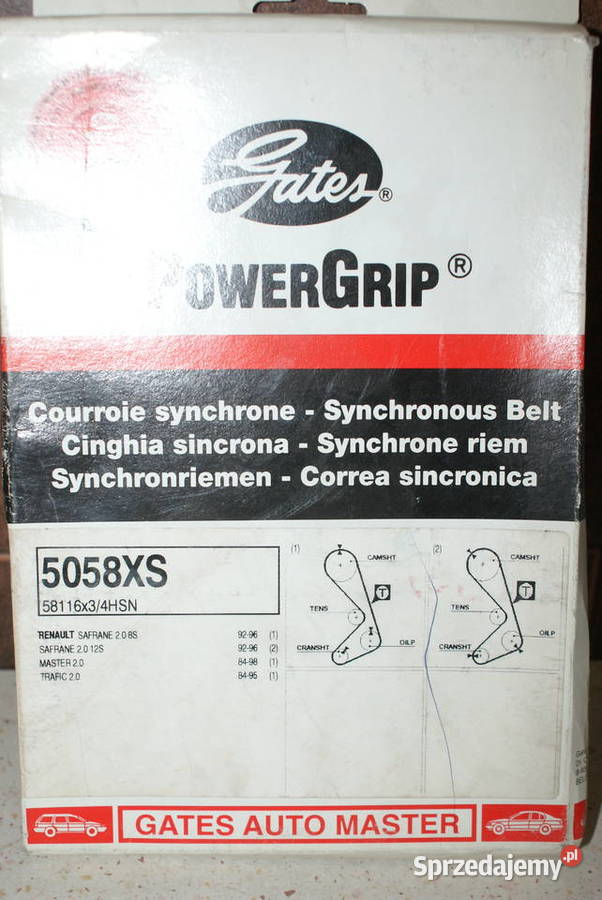 Gates®
POWERGRIP®
Courroie synchrone - Synchronous Belt
Cinghia sincrona - Synchrone riem
Synchronriemen - Correa sincronica
5058XS
58116x3/4HSN
RENAULT SAFRANE 2.0 8S 92-96 (1)
SAFRANE 2.0 12S 92-96 (2)
MASTER 2.0 84-98 (1)
TRAFIC 2.0 84-95 (1)
(1) CAMSHT
T
TENS
OILP
CRANSHT
(2) CAMSHT
T
TENS
OILP
CRANSHT
GATES AUTO MASTER
Sprzedajemy.pl